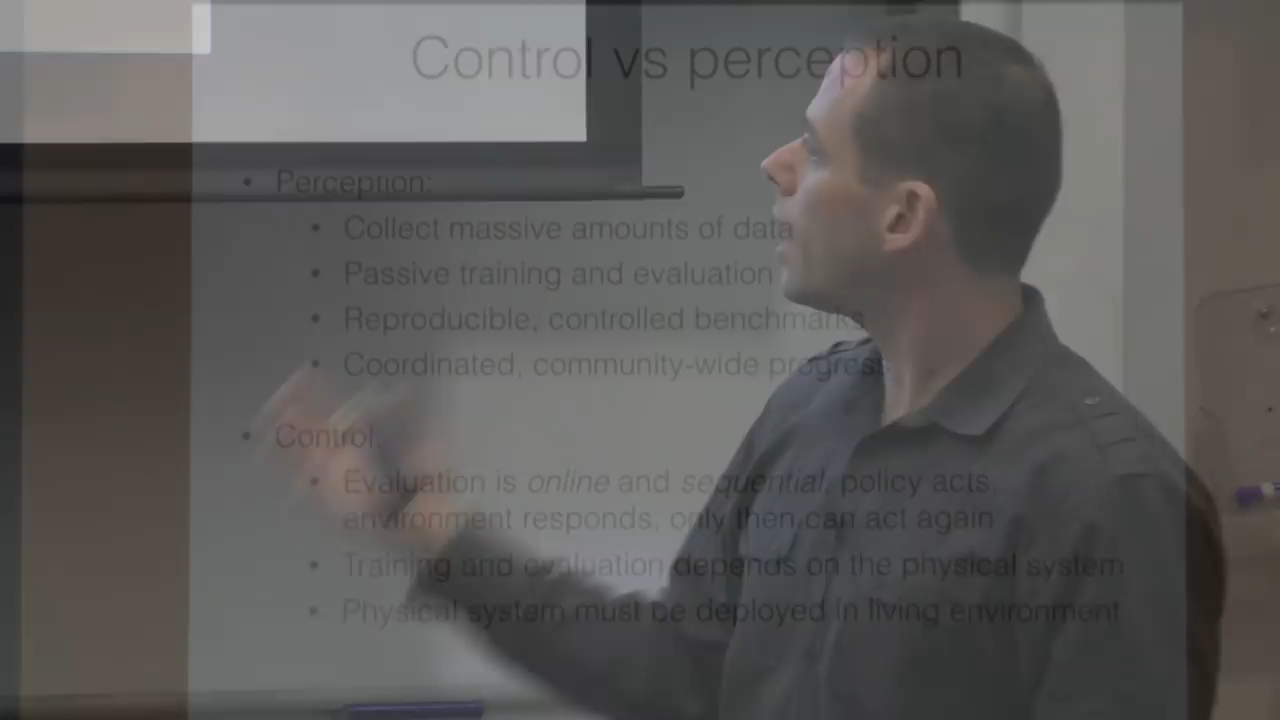 Control vs perception
• Perception:
• Collect massive amounts of data
• Passive training and evaluation
• Reproducible, controlled benchmarks
• Coordinated, community-wide progress
• Control:
• Evaluation is online and sequential, policy acts,
environment responds, only then can act again
• Training and evaluation depends on the physical system
• Physical system must be deployed in living environment